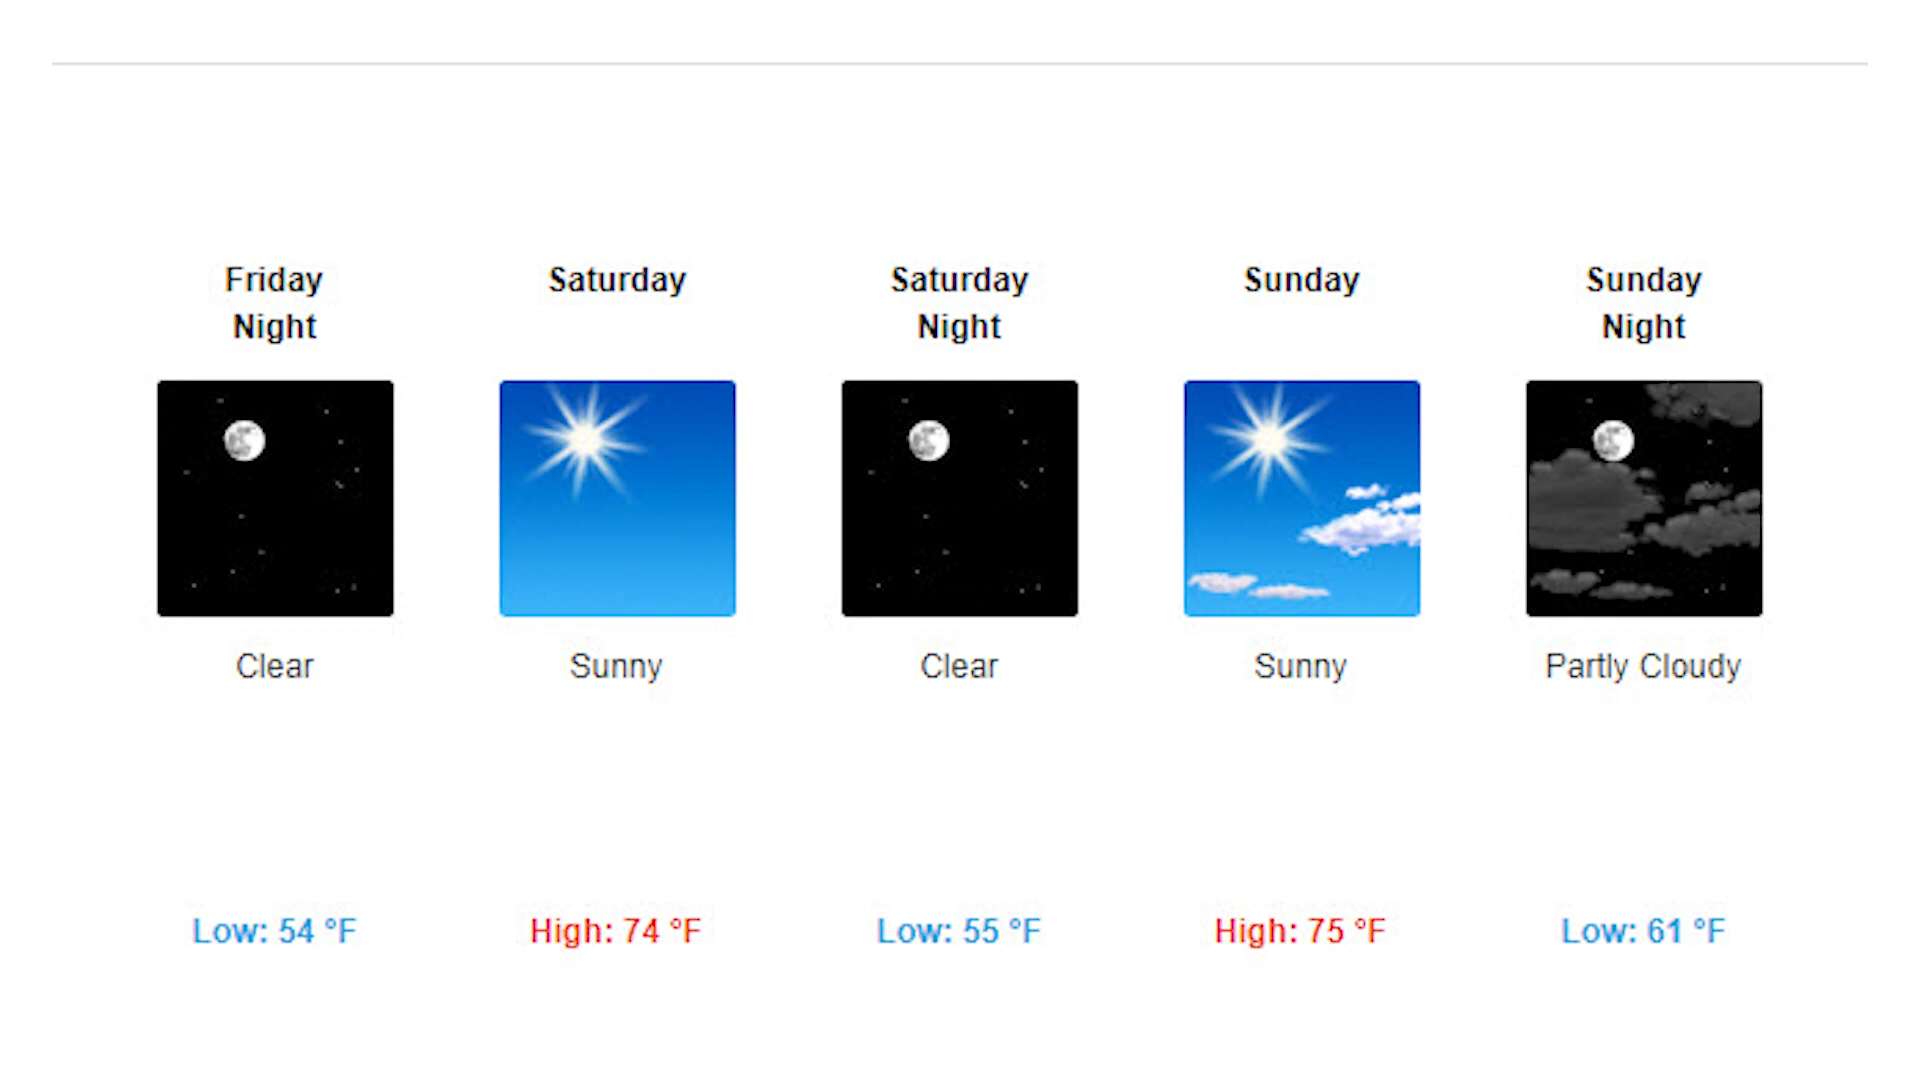 Friday
Night
Saturday
Saturday
Night
Sunday
Sunday
Night
Clear
Sunny
Clear
Sunny
Partly Cloudy
Low: 54 °F
High: 74 °F
Low: 55 °F
High: 75 °F
Low: 61 °F